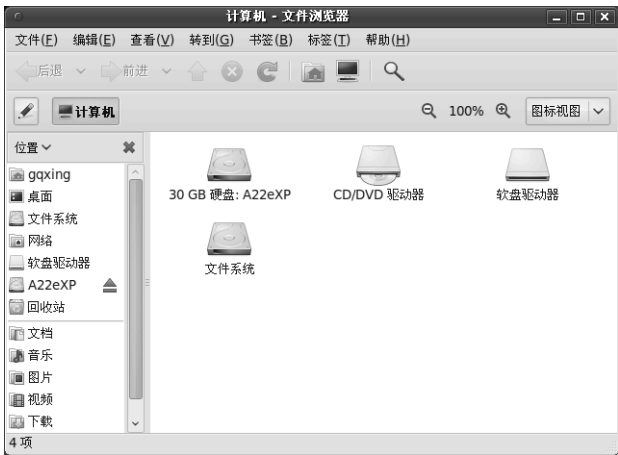 计算机 - 文件浏览器
文件(F) 编辑(E) 查看(V) 转到(G) 书签(B) 标签(T) 帮助(H)
后退 前进
计算机 100% 图标视图
位置
gqxing
桌面
文件系统
网络
软盘驱动器
A22eXP
回收站
文档
音乐
图片
视频
下载
30 GB 硬盘: A22eXP CD/DVD 驱动器 软盘驱动器
文件系统
4 项